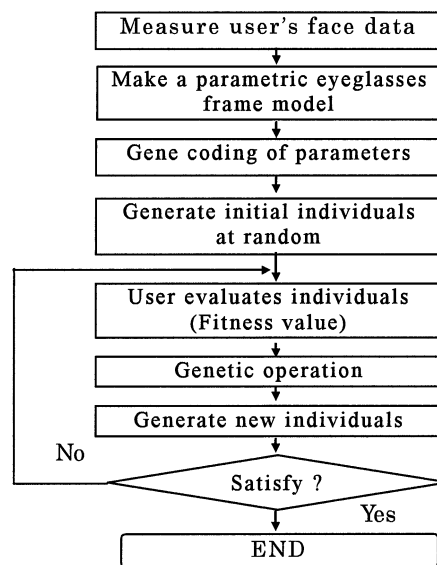 Measure user's face data
Make a parametric eyeglasses
frame model
Gene coding of parameters
Generate initial individuals
at random
User evaluates individuals
(Fitness value)
Genetic operation
Generate new individuals
No
Satisfy ?
Yes
END